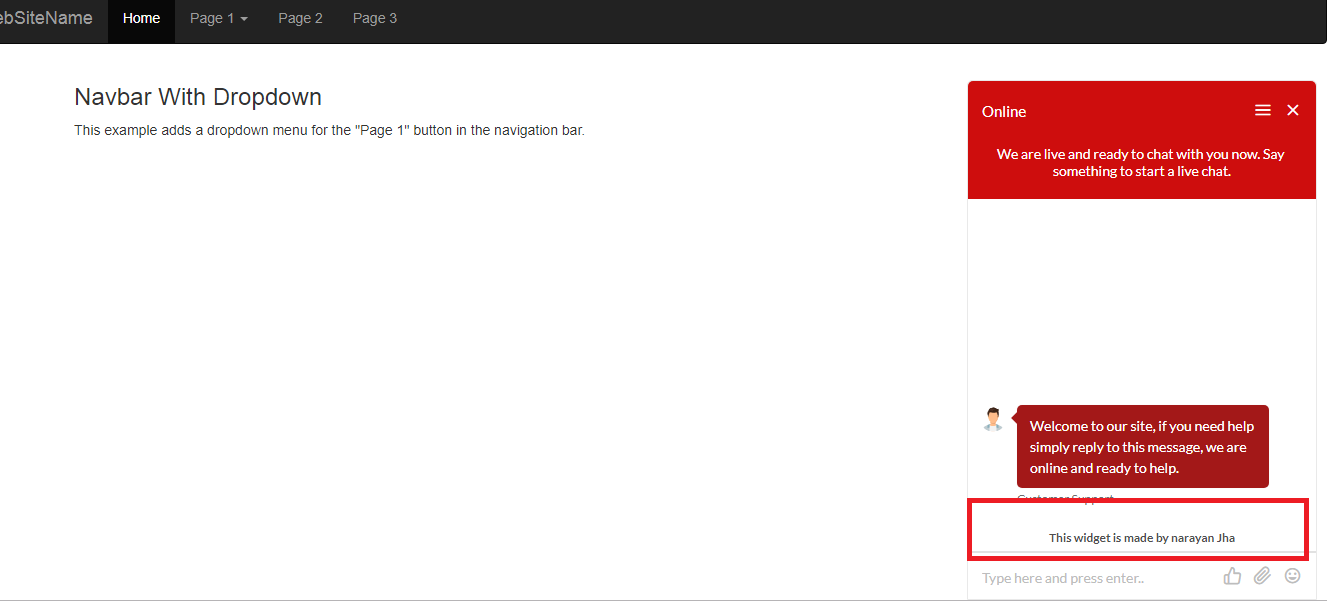 ebSiteName Home Page 1 Page 2 Page 3
Navbar With Dropdown
This example adds a dropdown menu for the "Page 1" button in the navigation bar.
Online
We are live and ready to chat with you now. Say
something to start a live chat.
Welcome to our site, if you need help
simply reply to this message, we are
online and ready to help.
Customer Support
This widget is made by narayan Jha
Type here and press enter..